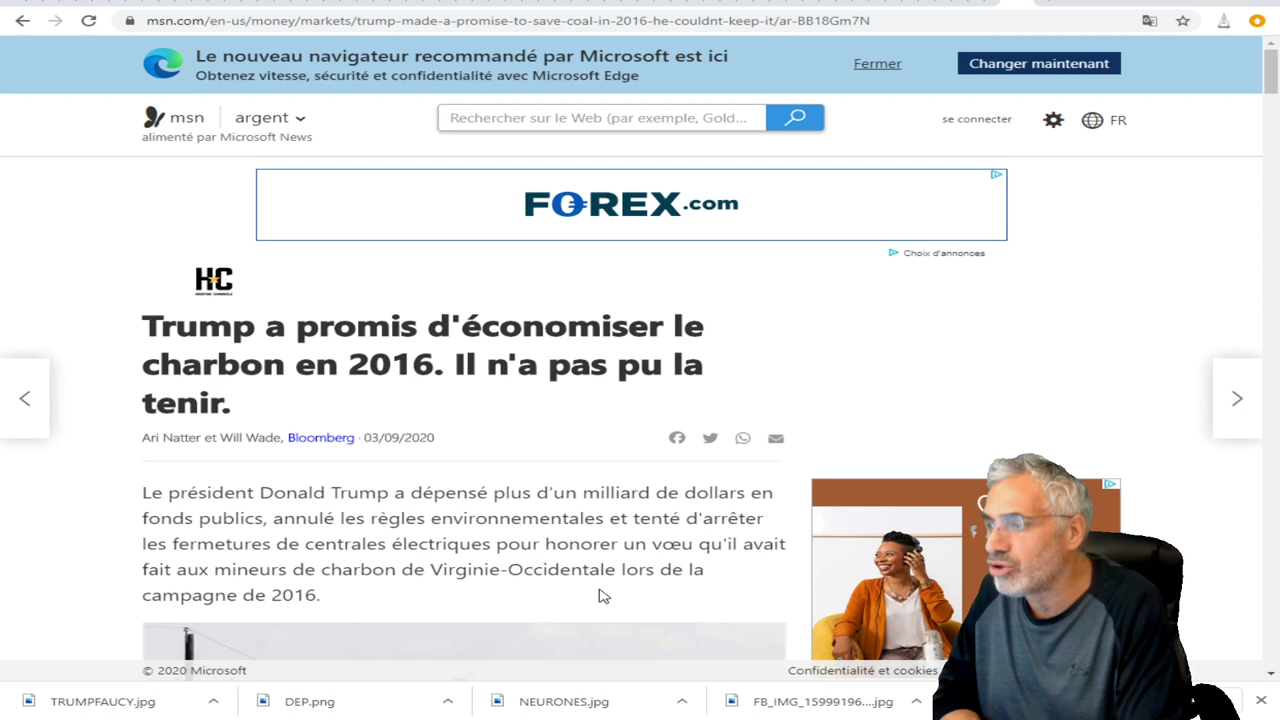 msn.com/en-us/money/markets/trump-made-a-promise-to-save-coal-in-2016-he-couldnt-keep-it/ar-BB18Gm7N
Le nouveau navigateur recommandé par Microsoft est ici
Obtenez vitesse, sécurité et confidentialité avec Microsoft Edge
Fermer
Changer maintenant
msn
argent
alimenté par Microsoft News
Rechercher sur le Web (par exemple, Gold...
se connecter
FR
FOREX.com
Choix d'annonces
HC
HOUSTON CHRONICLE
Trump a promis d'économiser le
charbon en 2016. Il n'a pas pu la
tenir.
Ari Natter et Will Wade, Bloomberg · 03/09/2020
Le président Donald Trump a dépensé plus d'un milliard de dollars en
fonds publics, annulé les règles environnementales et tenté d'arrêter
les fermetures de centrales électriques pour honorer un vœu qu'il avait
fait aux mineurs de charbon de Virginie-Occidentale lors de la
campagne de 2016.
© 2020 Microsoft
Confidentialité et cookies
TRUMPFAUCY.jpg
DEP.png
NEURONES.jpg
FB_IMG_15999196....jpg